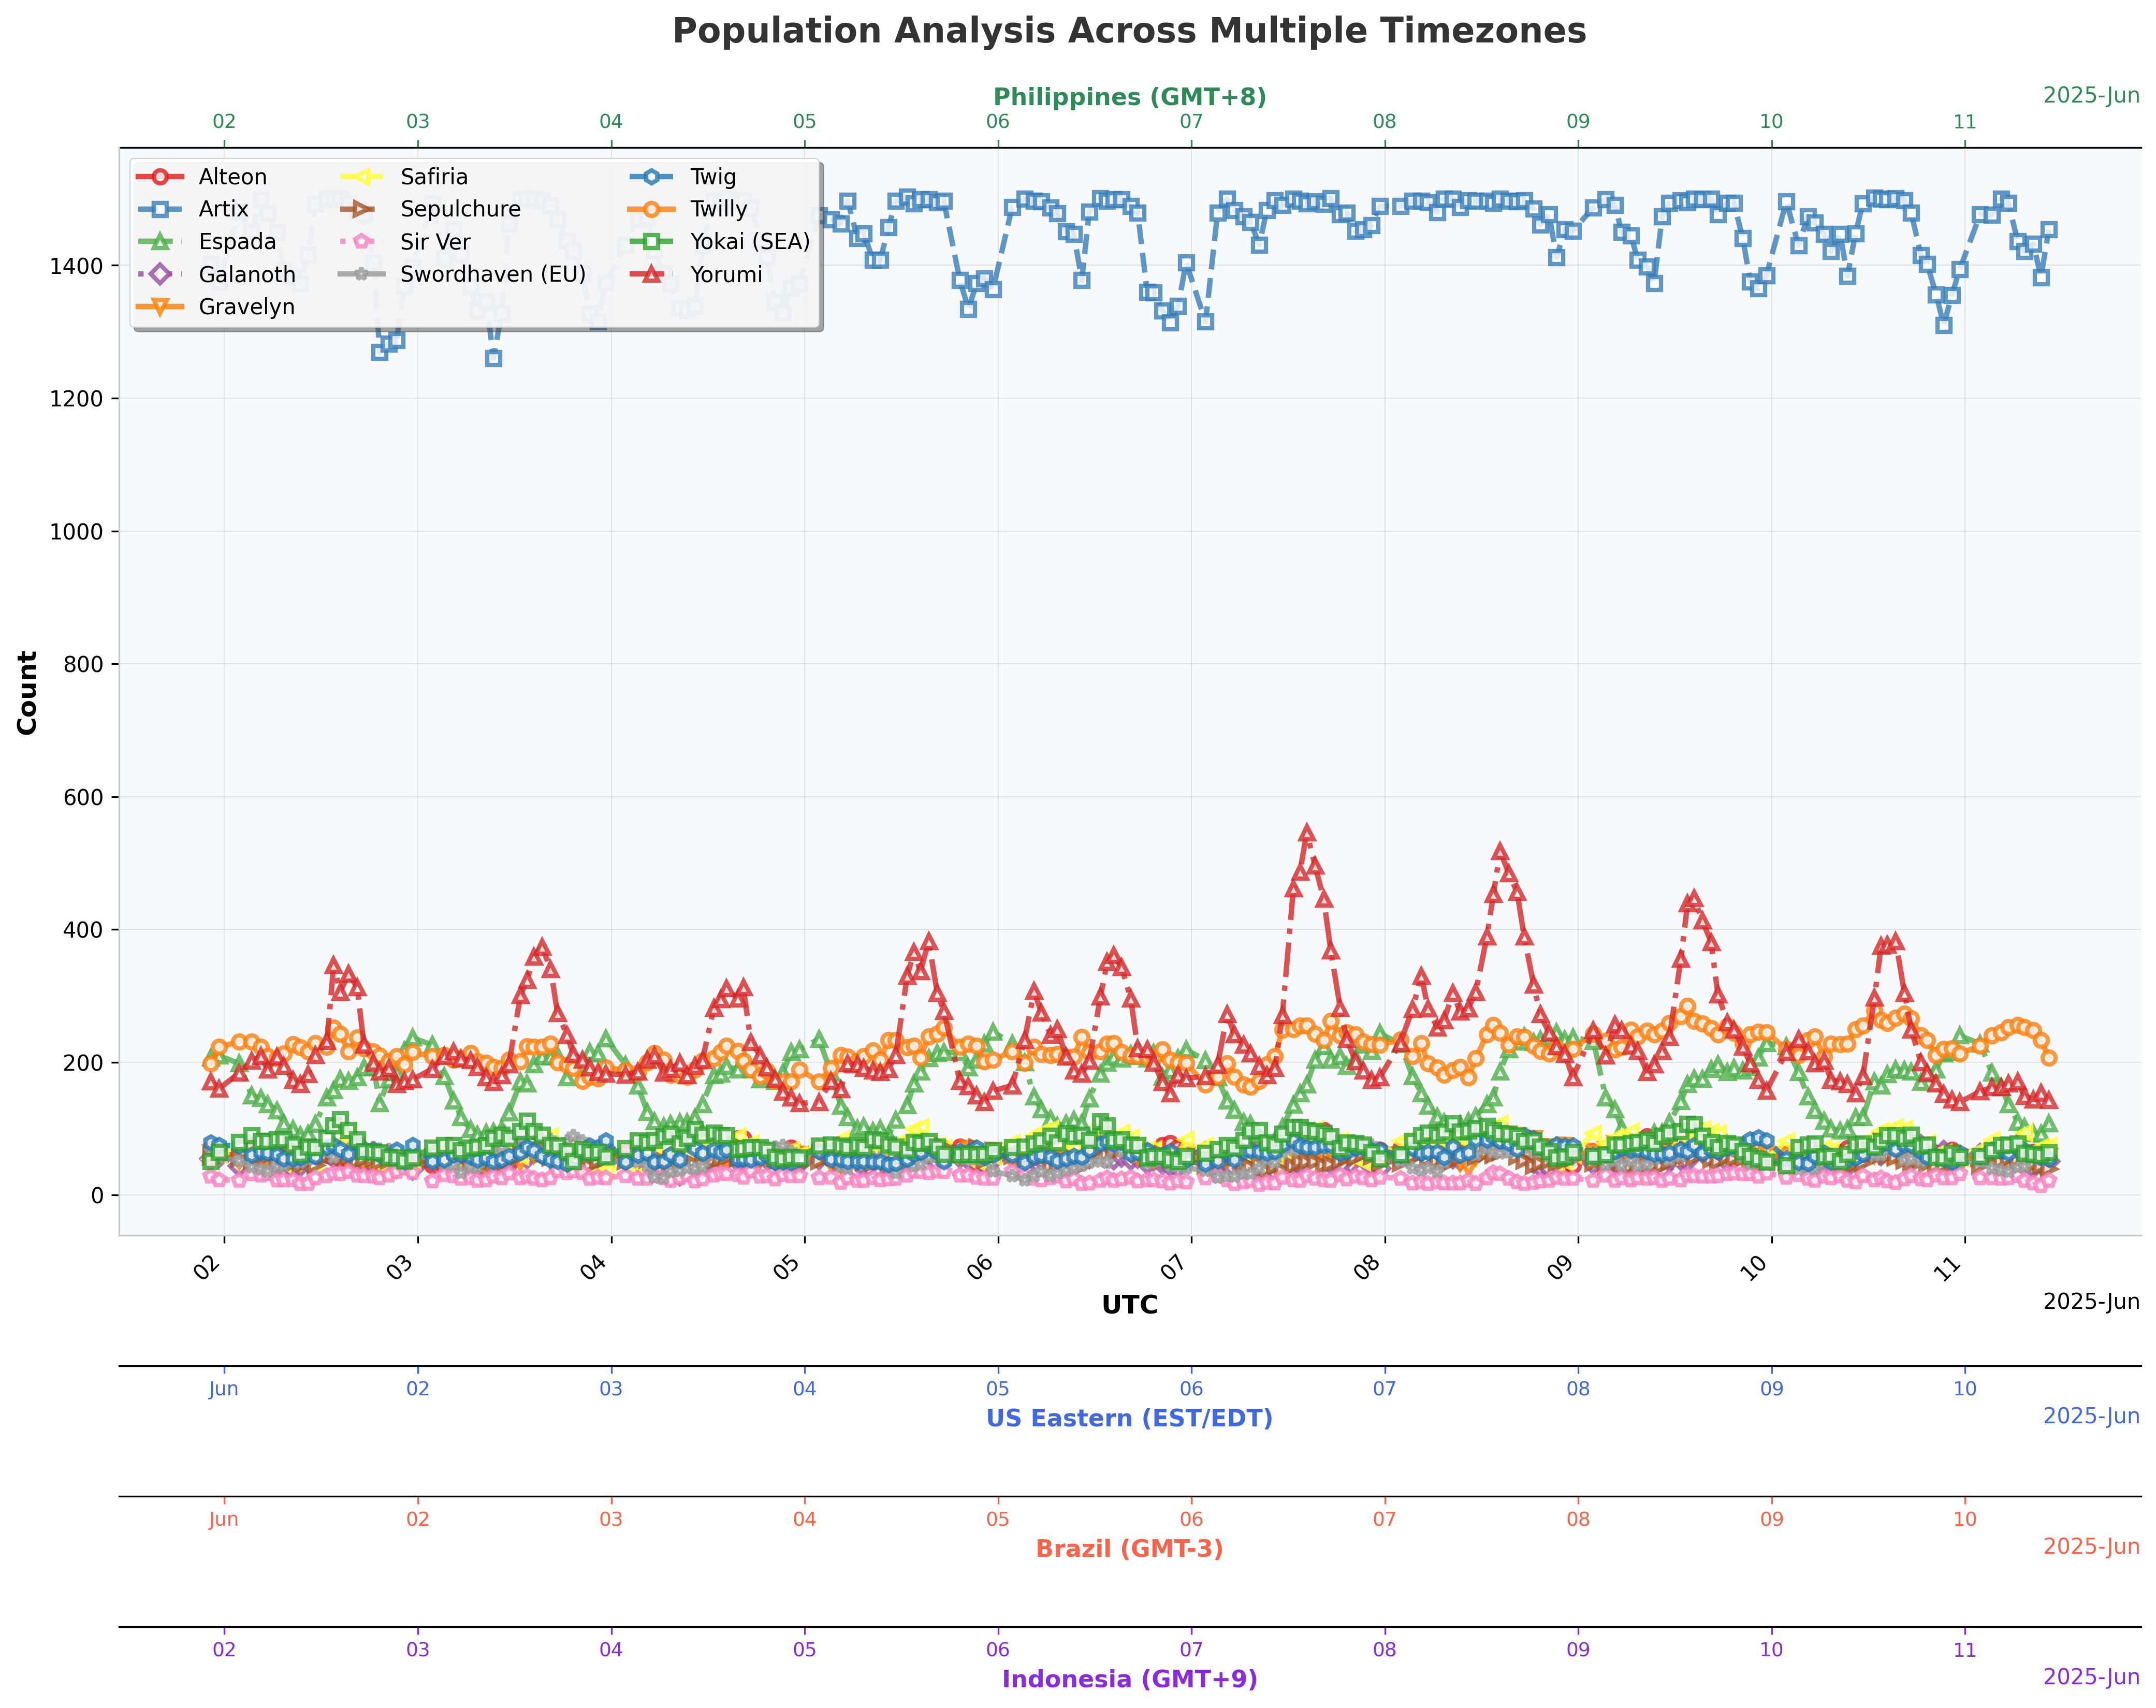 Population Analysis Across Multiple Timezones
Philippines (GMT+8)
2025-Jun
02 03 04 05 06 07 08 09 10 11
Alteon Safiria Twig
Artix Sepulchure Twilly
Espada Sir Ver Yokai (SEA)
Galanoth Swordhaven (EU) Yorumi
Gravelyn
1400
1200
1000
800
600
400
200
0
Count
02 03 04 05 06 07 08 09 10 11
UTC
2025-Jun
Jun 02 03 04 05 06 07 08 09 10
US Eastern (EST/EDT)
2025-Jun
Jun 02 03 04 05 06 07 08 09 10
Brazil (GMT-3)
2025-Jun
02 03 04 05 06 07 08 09 10 11
Indonesia (GMT+9)
2025-Jun